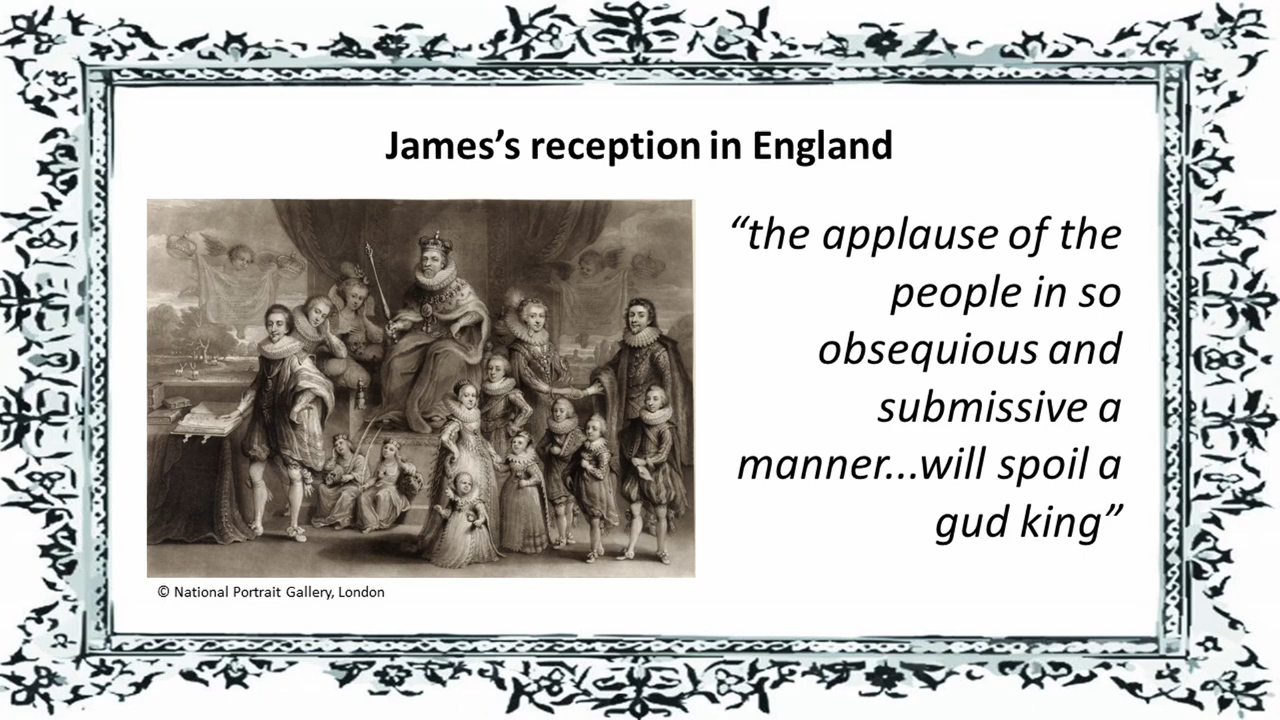 James’s reception in England
“the applause of the
people in so
obsequious and
submissive a
manner...will spoil a
gud king”
© National Portrait Gallery, London